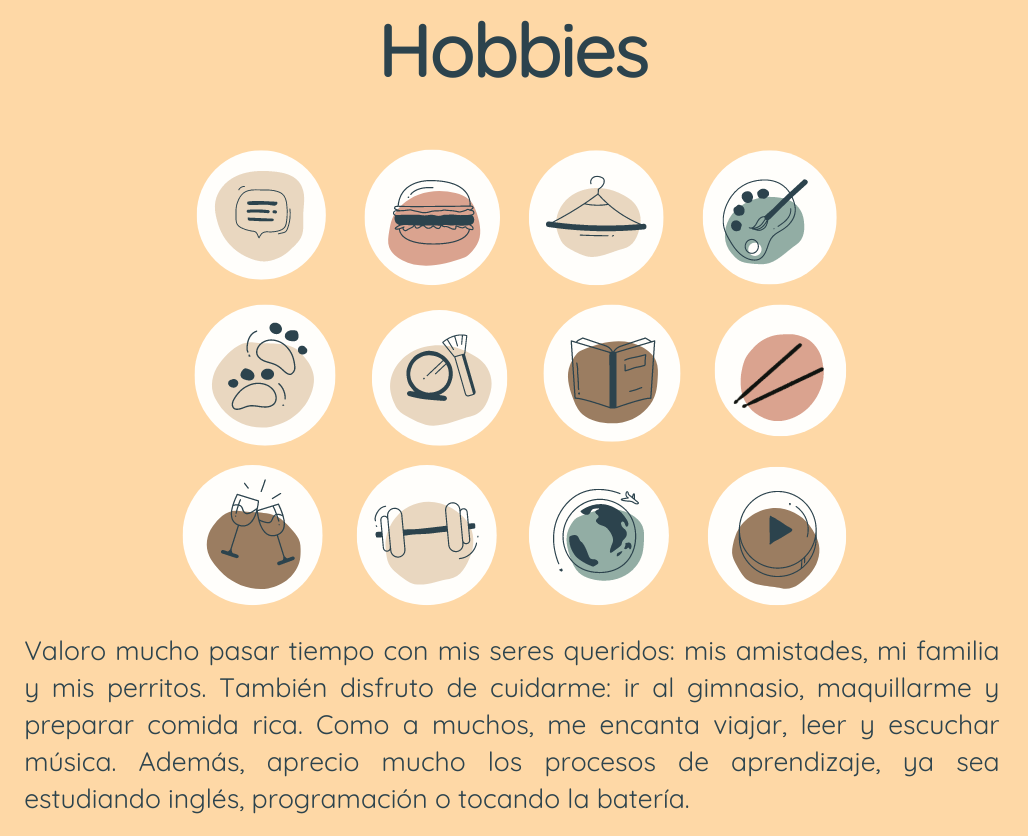 Hobbies
Valoro mucho pasar tiempo con mis seres queridos: mis amistades, mi familia
y mis perritos. También disfruto de cuidarme: ir al gimnasio, maquillarme y
preparar comida rica. Como a muchos, me encanta viajar, leer y escuchar
música. Además, aprecio mucho los procesos de aprendizaje, ya sea
estudiando inglés, programación o tocando la batería.